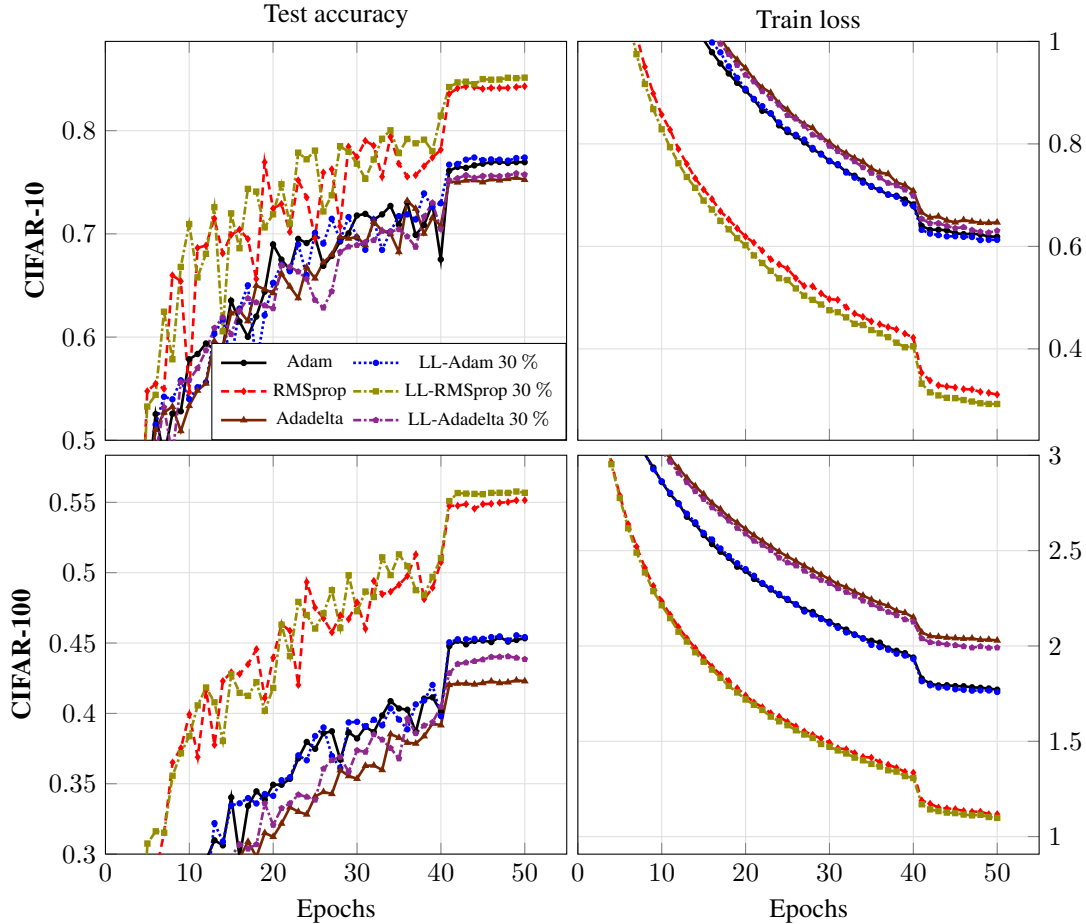 Test accuracy
Train loss
CIFAR-10
0.8
0.7
0.6
0.5
1
0.8
0.6
0.4
Adam
LL-Adam 30 %
RMSprop
LL-RMSprop 30 %
Adadelta
LL-Adadelta 30 %
CIFAR-100
0.55
0.5
0.45
0.4
0.35
0.3
3
2.5
2
1.5
1
0 10 20 30 40 50
0 10 20 30 40 50
Epochs
Epochs